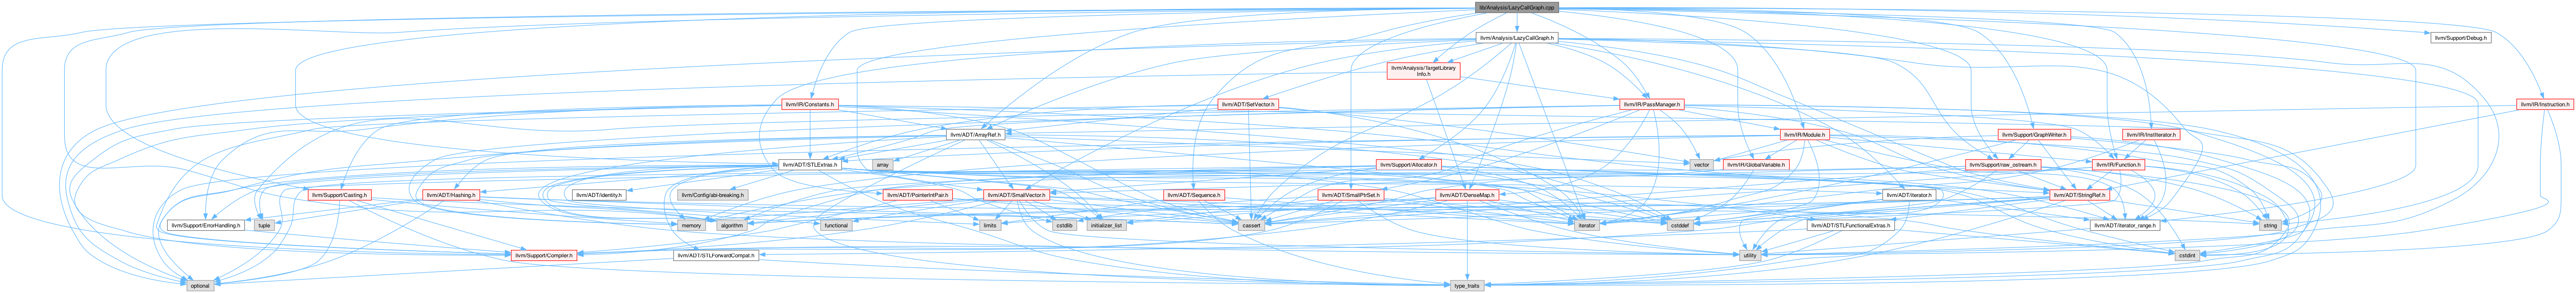 lib/Analysis/LazyCallGraph.cpp
llvm/Analysis/LazyCallGraph.h
llvm/Support/Debug.h
llvm/Analysis/TargetLibrary
Info.h
llvm/IR/Constants.h
llvm/ADT/SetVector.h
llvm/IR/PassManager.h
llvm/IR/Instruction.h
llvm/ADT/ArrayRef.h
llvm/IR/Module.h
llvm/Support/GraphWriter.h
llvm/IR/InstIterator.h
llvm/ADT/STLExtras.h
array
llvm/Support/Allocator.h
vector
llvm/IR/GlobalVariable.h
llvm/Support/raw_ostream.h
llvm/IR/Function.h
llvm/Support/Casting.h
llvm/ADT/Hashing.h
llvm/ADT/identity.h
llvm/Config/abi-breaking.h
llvm/ADT/PointerIntPair.h
llvm/ADT/SmallVector.h
llvm/ADT/Sequence.h
llvm/ADT/SmallPtrSet.h
llvm/ADT/DenseMap.h
llvm/ADT/iterator.h
llvm/ADT/StringRef.h
llvm/Support/ErrorHandling.h
tuple
memory
algorithm
functional
limits
cstdlib
initializer_list
cassert
iterator
cstddef
llvm/ADT/STLFunctionalExtras.h
llvm/ADT/iterator_range.h
string
llvm/Support/Compiler.h
llvm/ADT/STLForwardCompat.h
utility
cstdint
optional
type_traits